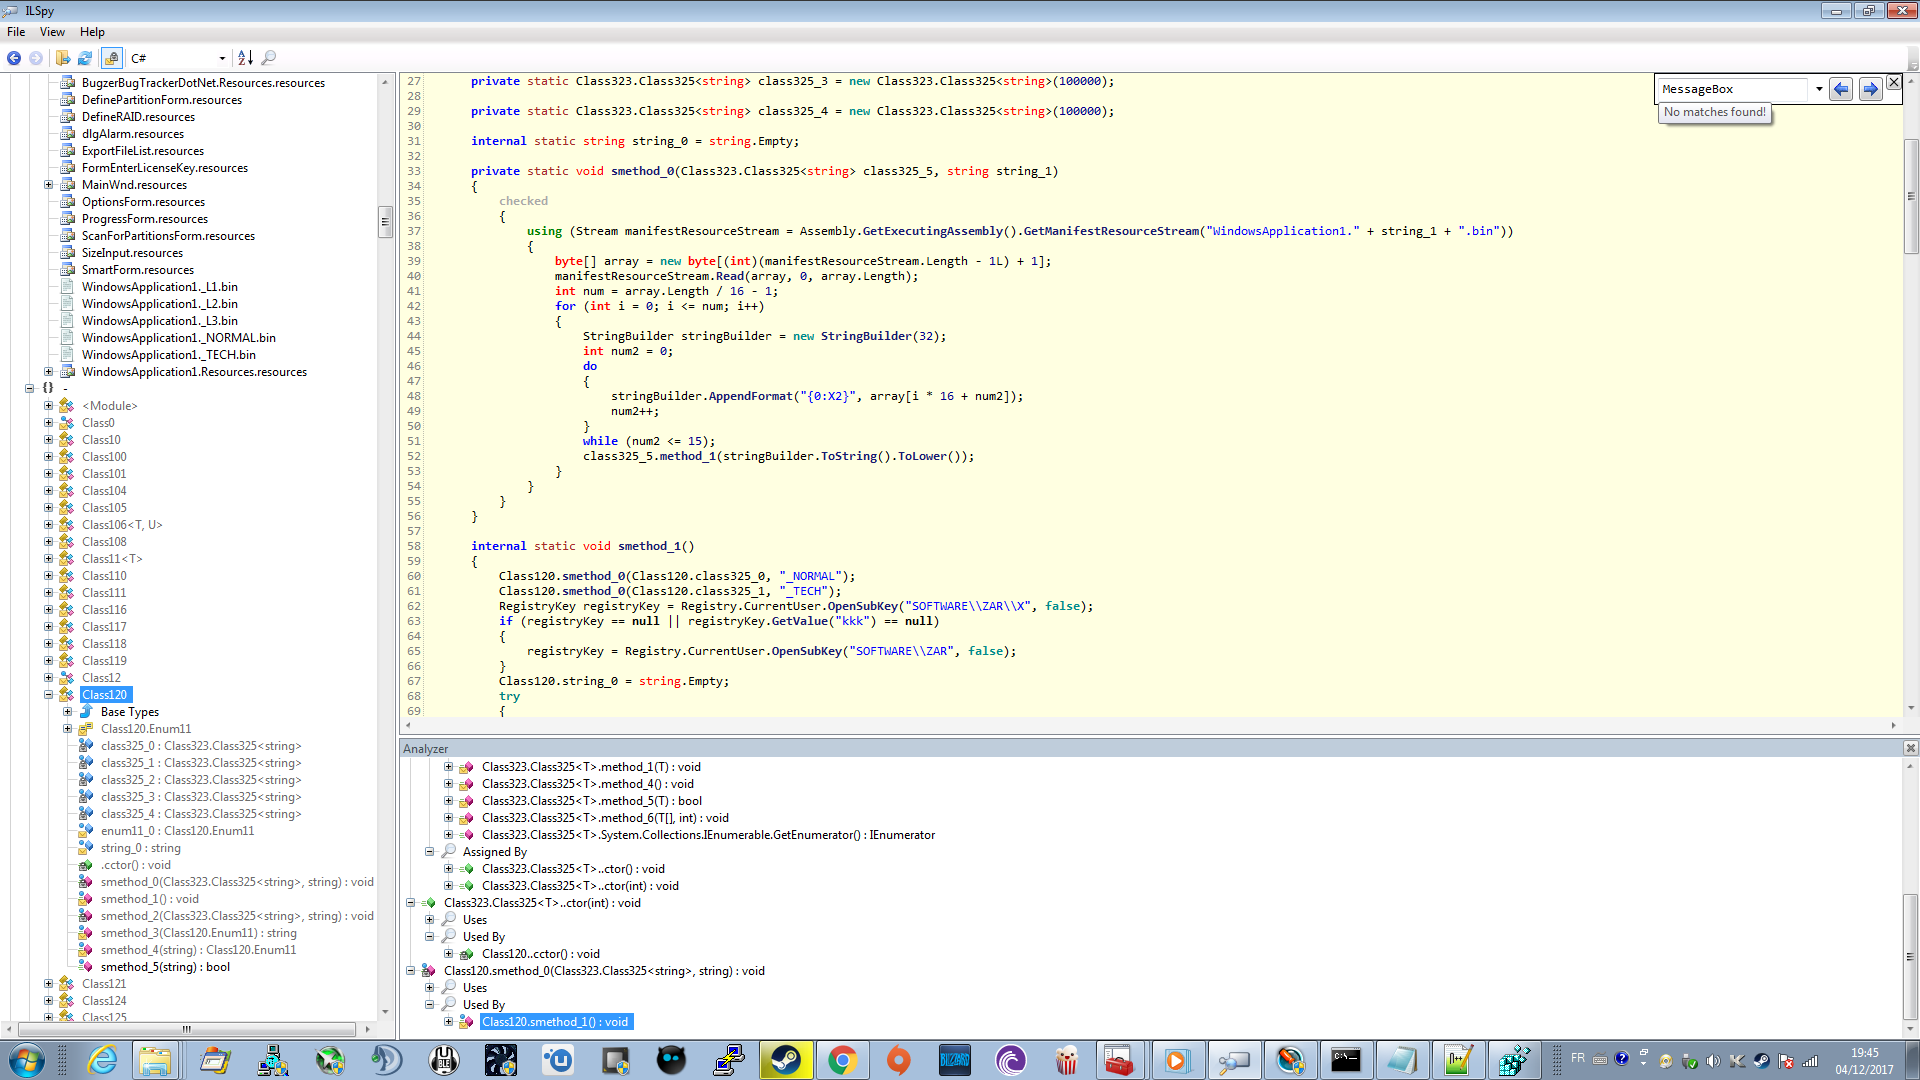 ILSpy
File View Help
C#
BugzerBugTrackerDotNet.Resources.resources
DefinePartitionForm.resources
DefineRAID.resources
dlgAlarm.resources
ExportFileList.resources
FormEnterLicenseKey.resources
MainWnd.resources
OptionsForm.resources
ProgressForm.resources
ScanForPartitionsForm.resources
SizeInput.resources
SmartForm.resources
WindowsApplication1._L1.bin
WindowsApplication1._L2.bin
WindowsApplication1._L3.bin
WindowsApplication1._NORMAL.bin
WindowsApplication1._TECH.bin
WindowsApplication1.Resources.resources
{} -
<Module>
Class0
Class10
Class100
Class101
Class104
Class105
Class106<T, U>
Class108
Class11<T>
Class110
Class111
Class116
Class117
Class118
Class119
Class12
Class120
Base Types
Class120.Enum11
class325_0 : Class323.Class325<string>
class325_1 : Class323.Class325<string>
class325_2 : Class323.Class325<string>
class325_3 : Class323.Class325<string>
class325_4 : Class323.Class325<string>
enum11_0 : Class120.Enum11
string_0 : string
.cctor() : void
smethod_0(Class323.Class325<string>, string) : void
smethod_1() : void
smethod_2(Class323.Class325<string>, string) : void
smethod_3(Class120.Enum11) : string
smethod_4(string) : Class120.Enum11
smethod_5(string) : bool
Class121
Class124
Class125
27 private static Class323.Class325<string> class325_3 = new Class323.Class325<string>(100000);
28
29 private static Class323.Class325<string> class325_4 = new Class323.Class325<string>(100000);
30
31 internal static string string_0 = string.Empty;
32
33 private static void smethod_0(Class323.Class325<string> class325_5, string string_1)
34 {
35 checked
36 {
37 using (Stream manifestResourceStream = Assembly.GetExecutingAssembly().GetManifestResourceStream("WindowsApplication1." + string_1 + ".bin"))
38 {
39 byte[] array = new byte[(int)(manifestResourceStream.Length - 1L) + 1];
40 manifestResourceStream.Read(array, 0, array.Length);
41 int num = array.Length / 16 - 1;
42 for (int i = 0; i <= num; i++)
43 {
44 StringBuilder stringBuilder = new StringBuilder(32);
45 int num2 = 0;
46 do
47 {
48 stringBuilder.AppendFormat("{0:X2}", array[i * 16 + num2]);
49 num2++;
50 }
51 while (num2 <= 15);
52 class325_5.method_1(stringBuilder.ToString().ToLower());
53 }
54 }
55 }
56 }
57
58 internal static void smethod_1()
59 {
60 Class120.smethod_0(Class120.class325_0, "_NORMAL");
61 Class120.smethod_0(Class120.class325_1, "_TECH");
62 RegistryKey registryKey = Registry.CurrentUser.OpenSubKey("SOFTWARE\\ZAR\\X", false);
63 if (registryKey == null || registryKey.GetValue("kkk") == null)
64 {
65 registryKey = Registry.CurrentUser.OpenSubKey("SOFTWARE\\ZAR", false);
66 }
67 Class120.string_0 = string.Empty;
68 try
69 {
MessageBox
No matches found!
Analyzer
Class323.Class325<T>.method_1(T) : void
Class323.Class325<T>.method_4() : void
Class323.Class325<T>.method_5(T) : bool
Class323.Class325<T>.method_6(T[], int) : void
Class323.Class325<T>.System.Collections.IEnumerable.GetEnumerator() : IEnumerator
Assigned By
Class323.Class325<T>..ctor() : void
Class323.Class325<T>..ctor(int) : void
Class323.Class325<T>..ctor(int) : void
Uses
Used By
Class120..cctor() : void
Class120.smethod_0(Class323.Class325<string>, string) : void
Uses
Used By
Class120.smethod_1() : void
BLIZZARD
C:\_
FR
19:45
04/12/2017